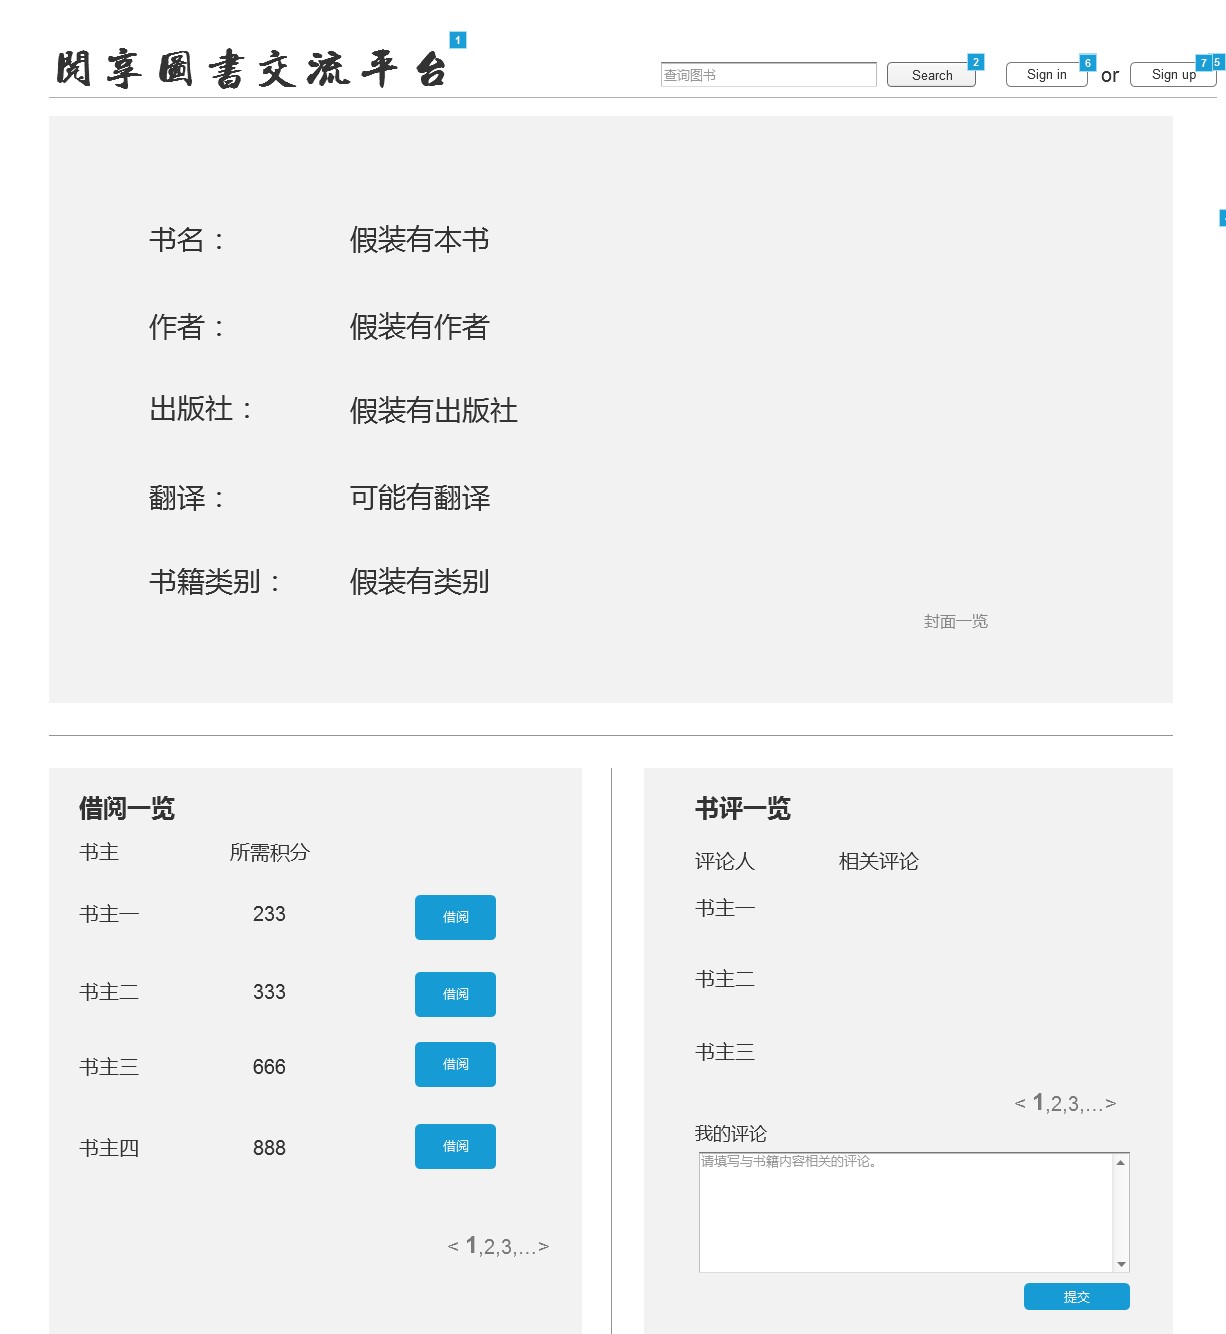 閱享圖書交流平台 1
查询图书 Search 2 Sign in 6 or Sign up 7 5
书名： 假装有本书
作者： 假装有作者
出版社： 假装有出版社
翻译： 可能有翻译
书籍类别： 假装有类别
封面一览
借阅一览
书主 所需积分
书主一 233 借阅
书主二 333 借阅
书主三 666 借阅
书主四 888 借阅
< 1,2,3,...>
书评一览
评论人 相关评论
书主一
书主二
书主三
< 1,2,3,...>
我的评论
请填写与书籍内容相关的评论。
提交